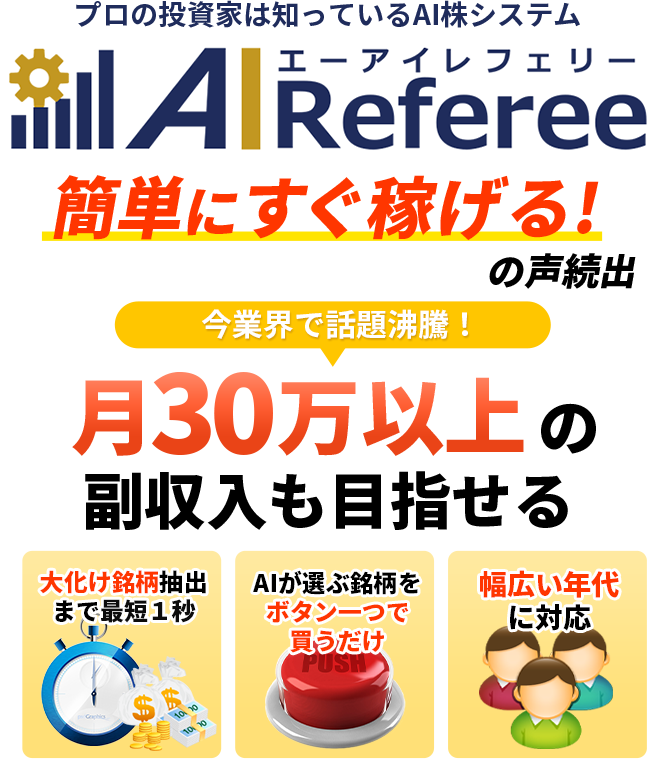 プロの投資家は知っているAI株システム
エーアイレフェリー
AI Referee
簡単にすぐ稼げる!
の声続出
今業界で話題沸騰！
月30万以上の
副収入も目指せる
大化け銘柄抽出
まで最短１秒
AIが選ぶ銘柄を
ボタン一つで
買うだけ
PUSH
幅広い年代
に対応